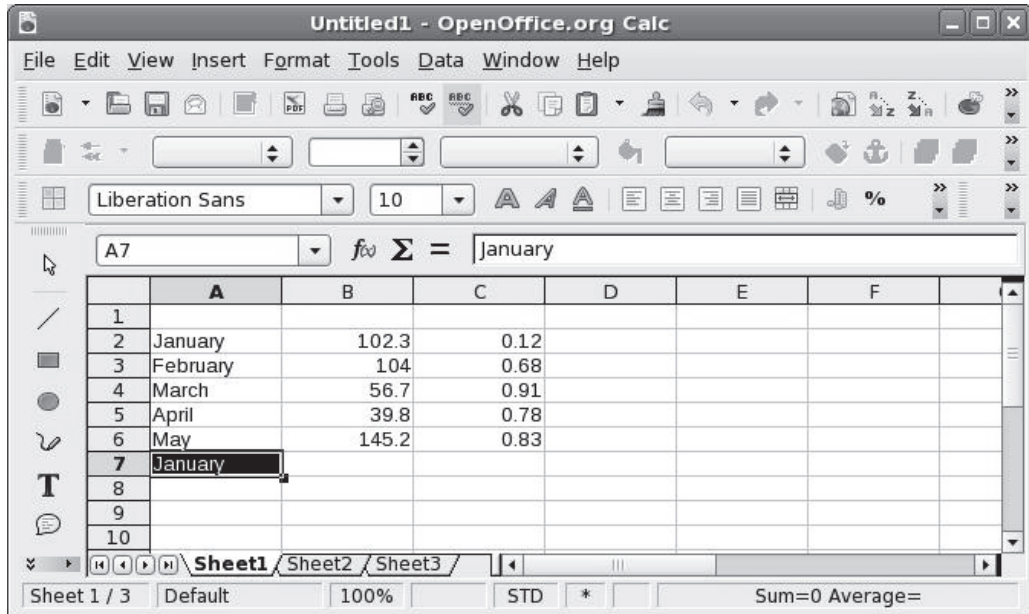 Untitled1 - OpenOffice.org Calc
File Edit View Insert Format Tools Data Window Help
PDF ABC ABC A Z Z A
Liberation Sans 10 A A A %
A7 f(x) Σ = January
A B C D E F
1
2 January 102.3 0.12
3 February 104 0.68
4 March 56.7 0.91
5 April 39.8 0.78
6 May 145.2 0.83
7 January
8
9
10
T
Sheet1 Sheet2 Sheet3
Sheet 1 / 3 Default 100% STD * Sum=0 Average=